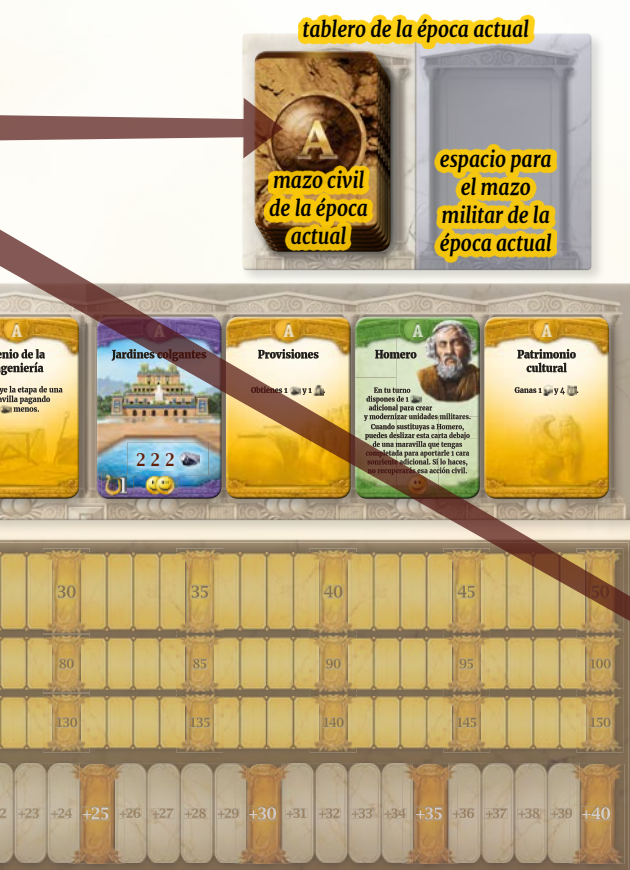 tablero de la época actual
A
mazo civil
de la época
actual
espacio para
el mazo
militar de la
época actual
A
enio de la
geniería
ye la etapa de una
villa pagando
menos.
A
Jardines colgantes
2 2 2
A
Provisiones
Obtienes 1 y 1
A
Homero
En tu turno
dispones de 1
adicional para crear
y modernizar unidades militares.
Cuando sustituyas a Homero,
puedes deslizar esta carta debajo
de una maravilla que tengas
completada para aportarle 1 cara
sonriente adicional. Si lo haces,
no recuperarás esa acción civil.
A
Patrimonio
cultural
Ganas 1 y 4
30 35 40 45 50
80 85 90 95 100
130 135 140 145 150
2 +23 +24 +25 +26 +27 +28 +29 +30 +31 +32 +33 +34 +35 +36 +37 +38 +39 +40